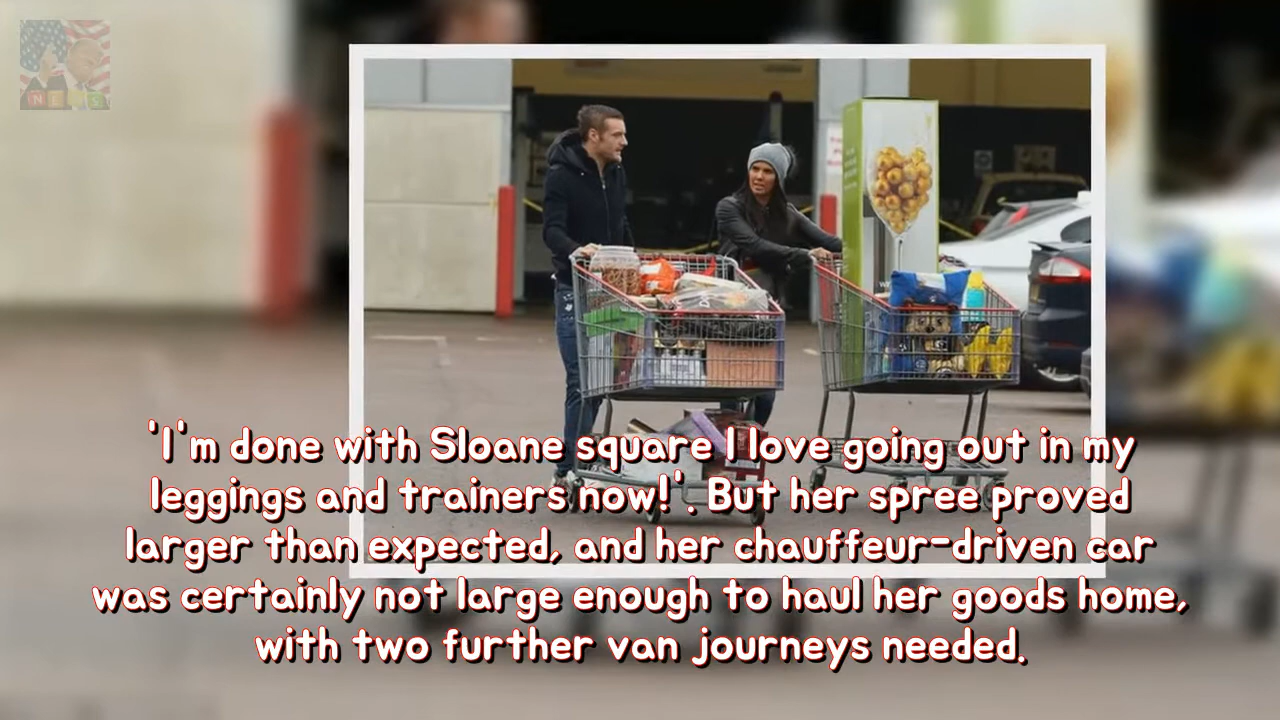 NEWS
'I'm done with Sloane square I love going out in my
leggings and trainers now!'. But her spree proved
larger than expected, and her chauffeur-driven car
was certainly not large enough to haul her goods home,
with two further van journeys needed.